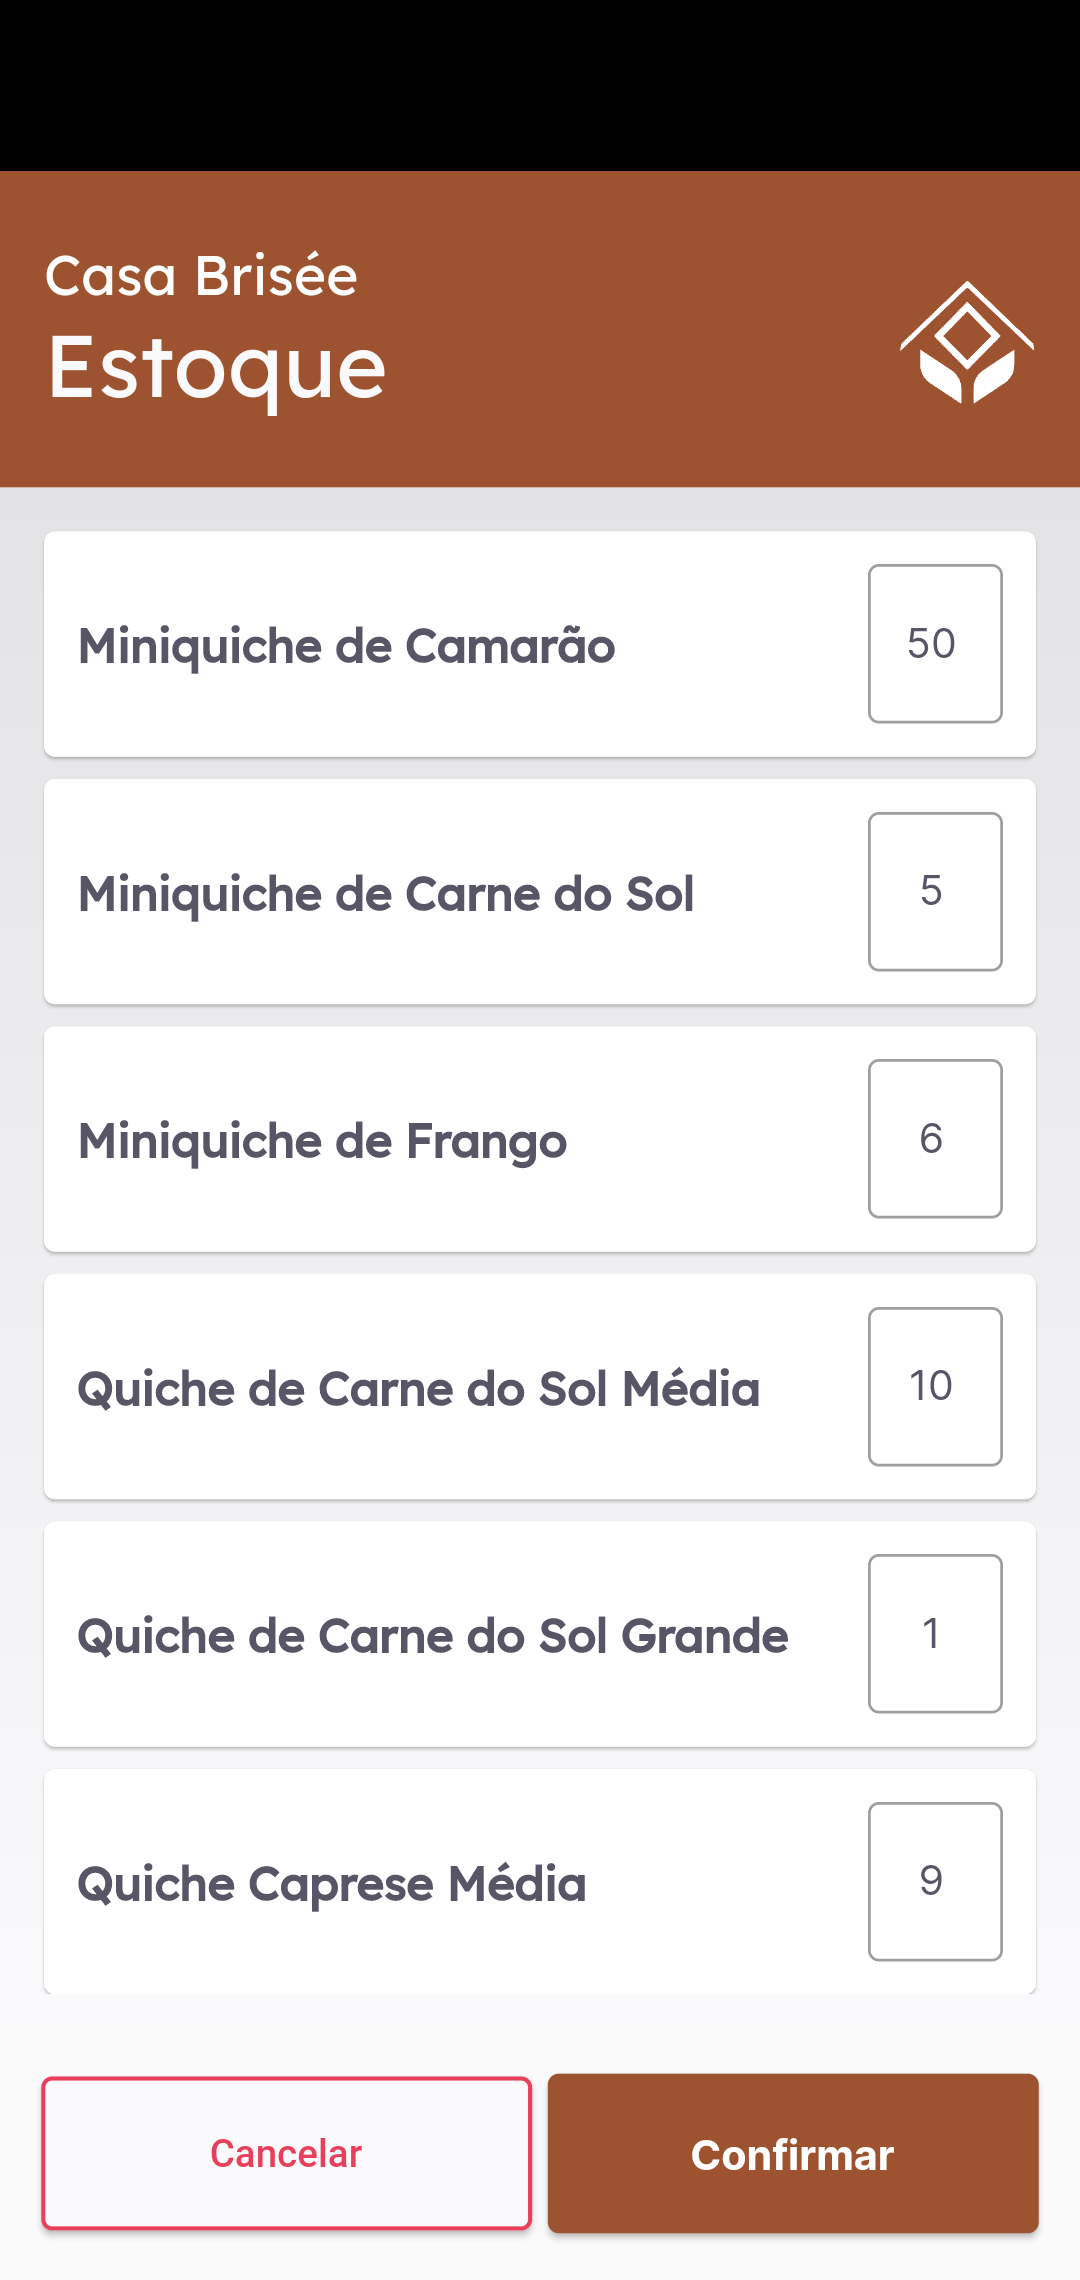 Casa Brisée
Estoque
Miniquiche de Camarão
50
Miniquiche de Carne do Sol
5
Miniquiche de Frango
6
Quiche de Carne do Sol Média
10
Quiche de Carne do Sol Grande
1
Quiche Caprese Média
9
Cancelar
Confirmar